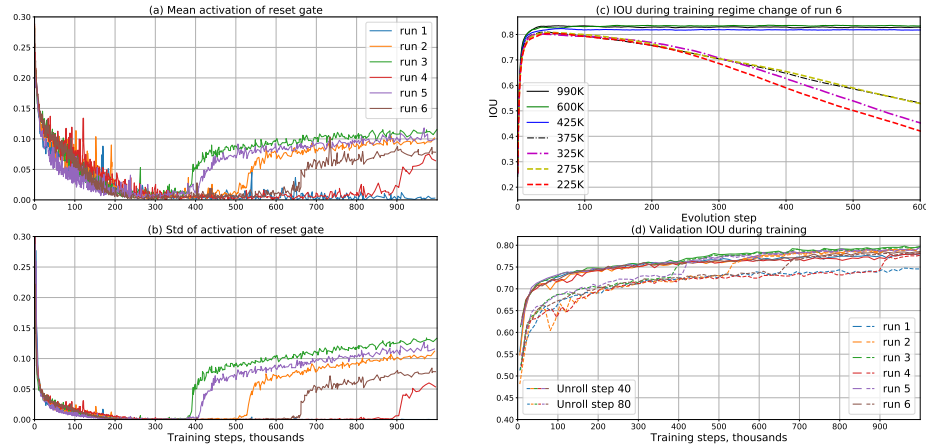 (a) Mean activation of reset gate
0.30
0.25
0.20
0.15
0.10
0.05
0.00
0 100 200 300 400 500 600 700 800 900
run 1
run 2
run 3
run 4
run 5
run 6
(b) Std of activation of reset gate
0.30
0.25
0.20
0.15
0.10
0.05
0.00
0 100 200 300 400 500 600 700 800 900
Training steps, thousands
(c) IOU during training regime change of run 6
IOU
0.8
0.7
0.6
0.5
0.4
0.3
0.2
990K
600K
425K
375K
325K
275K
225K
0 100 200 300 400 500 600
Evolution step
(d) Validation IOU during training
0.80
0.75
0.70
0.65
0.60
0.55
0.50
0.45
0.40
Unroll step 40
Unroll step 80
run 1
run 2
run 3
run 4
run 5
run 6
0 100 200 300 400 500 600 700 800 900
Training steps, thousands